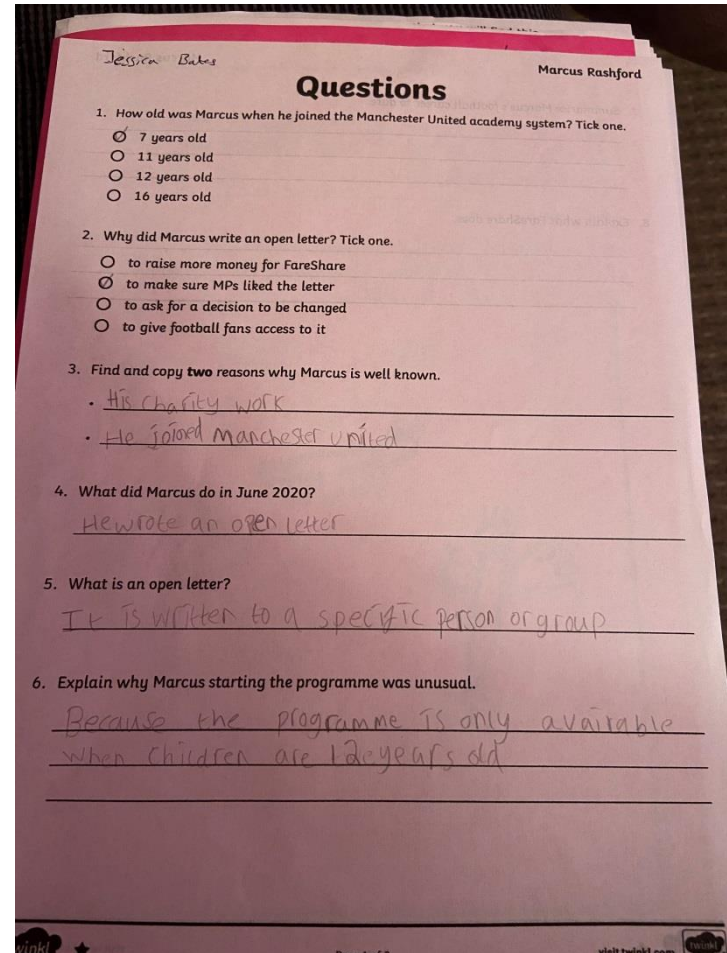 Jessica Bates
Marcus Rashford
Questions
1. How old was Marcus when he joined the Manchester United academy system? Tick one.
7 years old
11 years old
12 years old
16 years old
2. Why did Marcus write an open letter? Tick one.
to raise more money for FareShare
to make sure MPs liked the letter
to ask for a decision to be changed
to give football fans access to it
3. Find and copy two reasons why Marcus is well known.
• His charity work
• He joined Manchester United
4. What did Marcus do in June 2020?
He wrote an open letter
5. What is an open letter?
It is written to a specific person or group
6. Explain why Marcus starting the programme was unusual.
Because the programme is only
when children are years old
twinkl
visit twinkl.com
twinkl